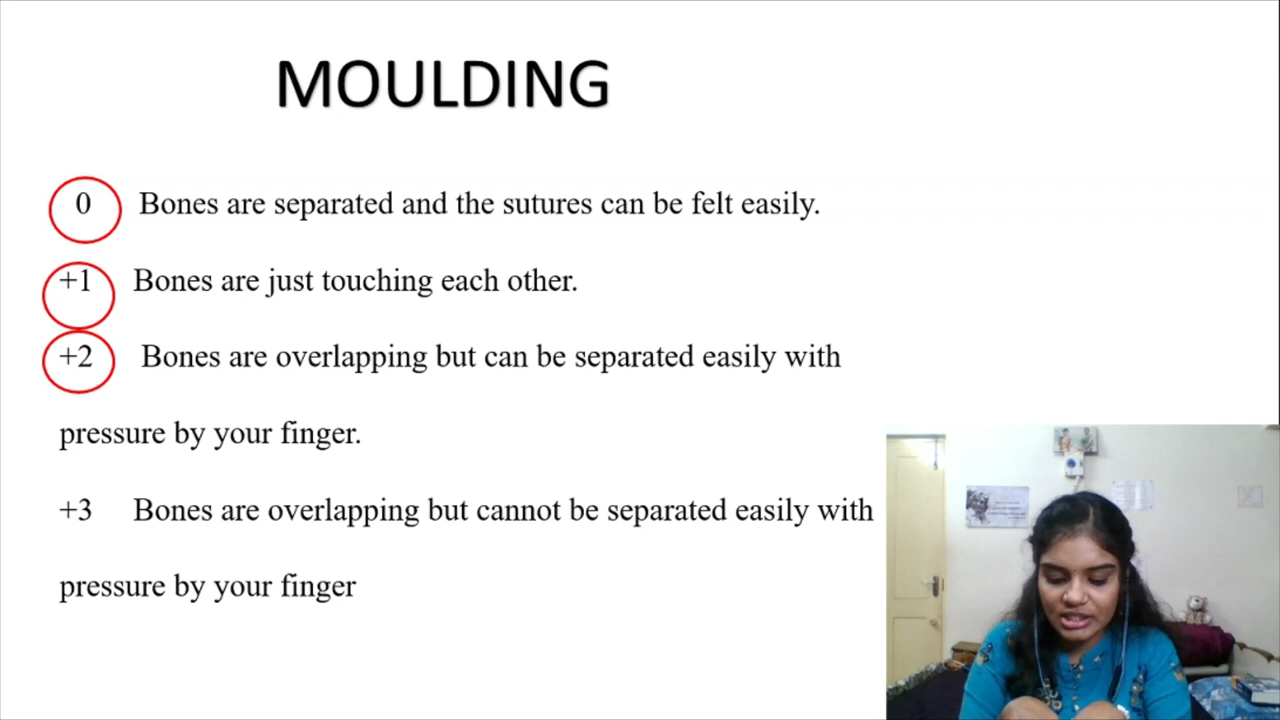 MOULDING
0 Bones are separated and the sutures can be felt easily.
+1 Bones are just touching each other.
+2 Bones are overlapping but can be separated easily with
pressure by your finger.
+3 Bones are overlapping but cannot be separated easily with
pressure by your finger